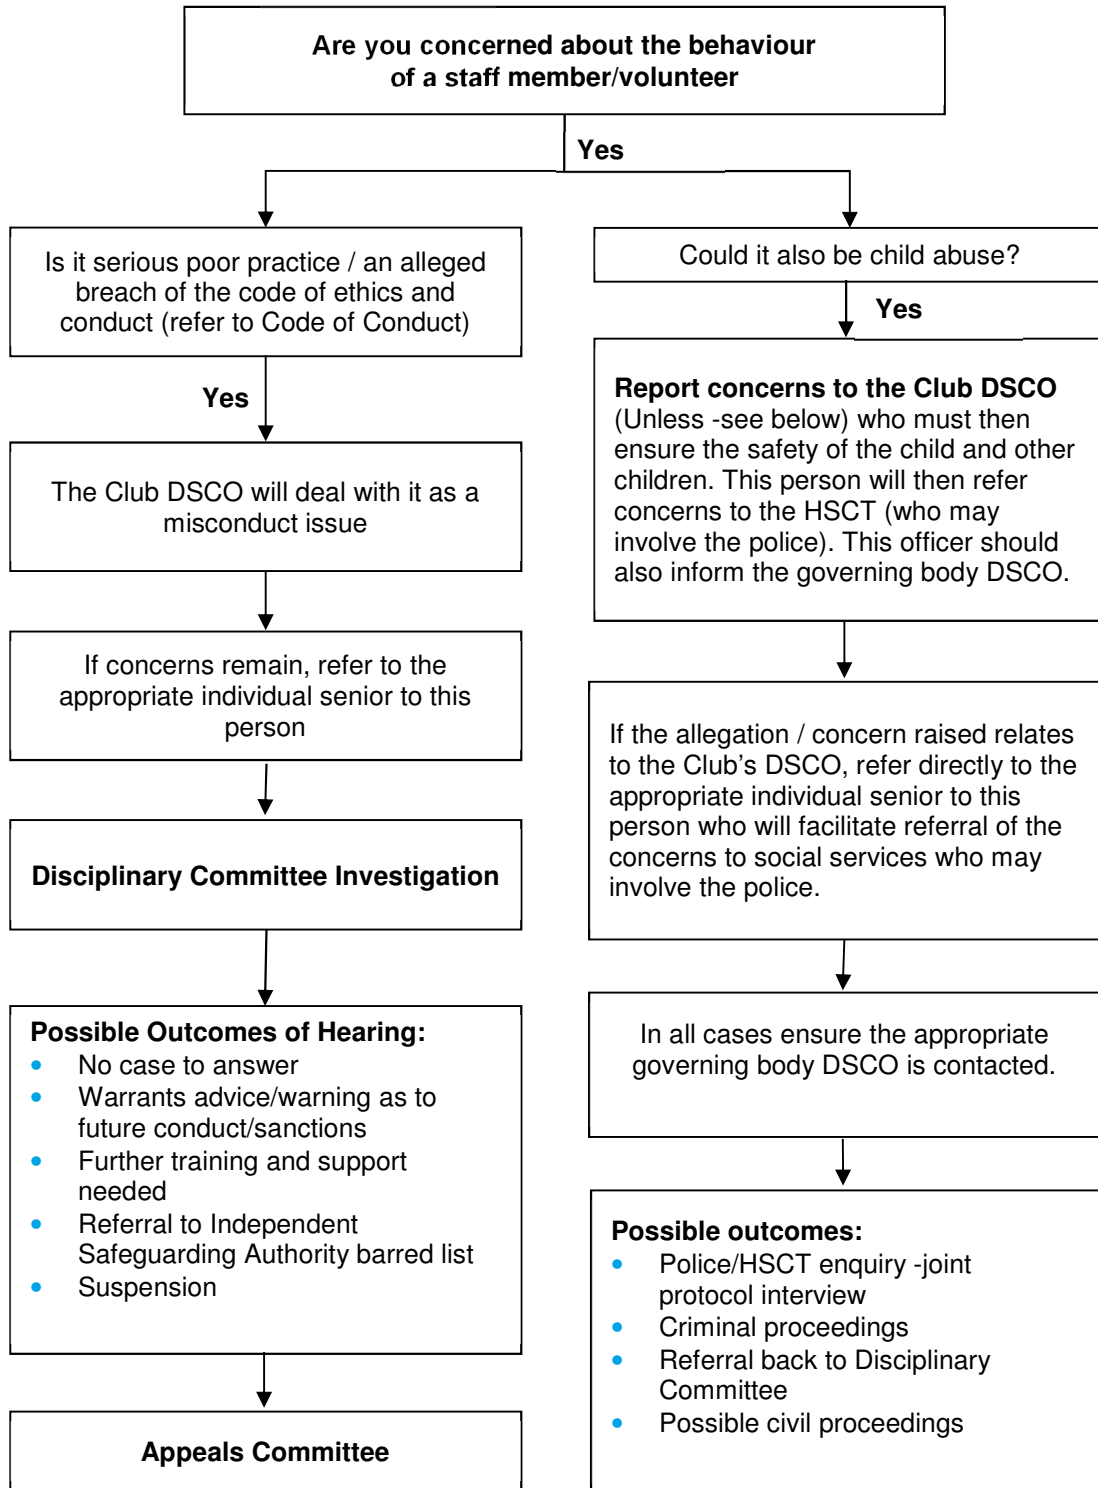 Are you concerned about the behaviour
of a staff member/volunteer
Yes
Is it serious poor practice / an alleged
breach of the code of ethics and
conduct (refer to Code of Conduct)
Yes
The Club DSCO will deal with it as a
misconduct issue
If concerns remain, refer to the
appropriate individual senior to this
person
Disciplinary Committee Investigation
Possible Outcomes of Hearing:
• No case to answer
• Warrants advice/warning as to
future conduct/sanctions
• Further training and support
needed
• Referral to Independent
Safeguarding Authority barred list
• Suspension
Appeals Committee
Could it also be child abuse?
Yes
Report concerns to the Club DSCO
(Unless -see below) who must then
ensure the safety of the child and other
children. This person will then refer
concerns to the HSCT (who may
involve the police). This officer should
also inform the governing body DSCO.
If the allegation / concern raised relates
to the Club's DSCO, refer directly to the
appropriate individual senior to this
person who will facilitate referral of the
concerns to social services who may
involve the police.
In all cases ensure the appropriate
governing body DSCO is contacted.
Possible outcomes:
• Police/HSCT enquiry -joint
protocol interview
• Criminal proceedings
• Referral back to Disciplinary
Committee
• Possible civil proceedings